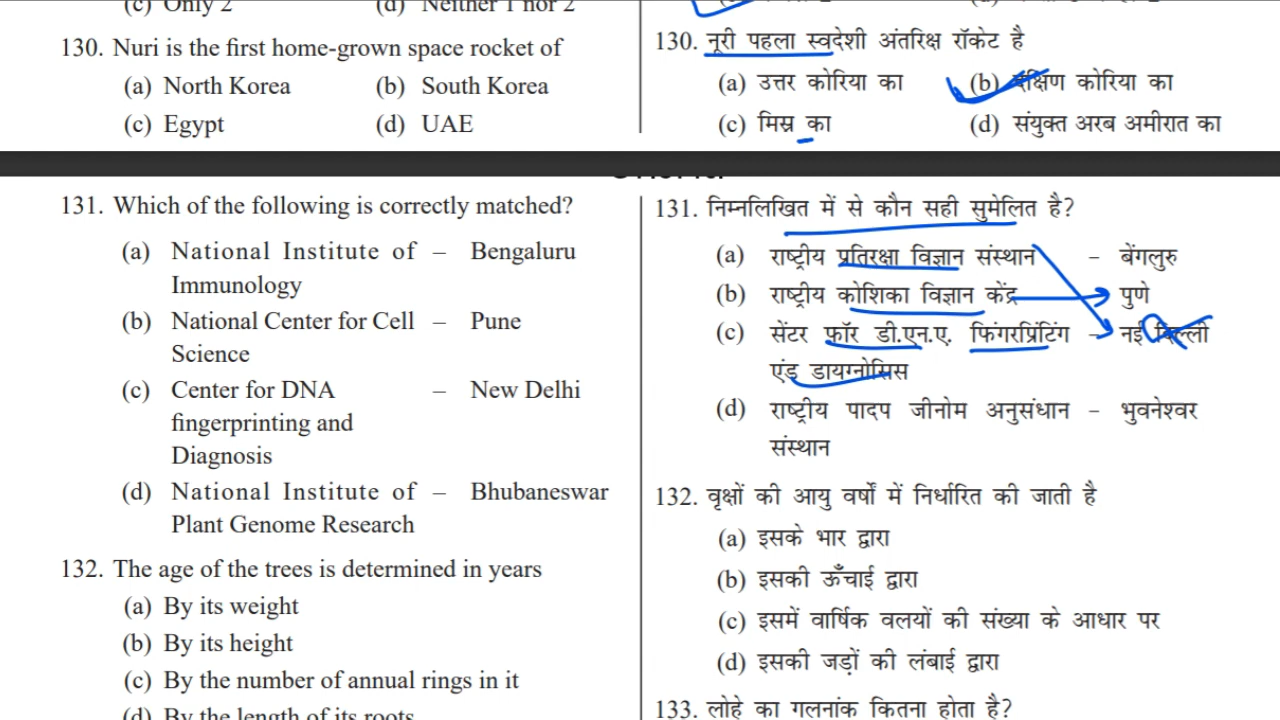 (c) Only 2 (d) Neither 1 nor 2
130. Nuri is the first home-grown space rocket of
(a) North Korea (b) South Korea
(c) Egypt (d) UAE
131. Which of the following is correctly matched?
(a) National Institute of – Bengaluru
Immunology
(b) National Center for Cell – Pune
Science
(c) Center for DNA – New Delhi
fingerprinting and
Diagnosis
(d) National Institute of – Bhubaneswar
Plant Genome Research
132. The age of the trees is determined in years
(a) By its weight
(b) By its height
(c) By the number of annual rings in it
(d) By the length of its roots
130. नूरी पहला स्वदेशी अंतरिक्ष रॉकेट है
(a) उत्तर कोरिया का (b) दक्षिण कोरिया का
(c) मिस्र का (d) संयुक्त अरब अमीरात का
131. निम्नलिखित में से कौन सही सुमेलित है?
(a) राष्ट्रीय प्रतिरक्षा विज्ञान संस्थान – बेंगलुरु
(b) राष्ट्रीय कोशिका विज्ञान केंद्र पुणे
(c) सेंटर फॉर डी.एन.ए. फिंगरप्रिंटिंग – नई दिल्ली
एंड डायग्नोसिस
(d) राष्ट्रीय पादप जीनोम अनुसंधान – भुवनेश्वर
संस्थान
132. वृक्षों की आयु वर्षों में निर्धारित की जाती है
(a) इसके भार द्वारा
(b) इसकी ऊँचाई द्वारा
(c) इसमें वार्षिक वलयों की संख्या के आधार पर
(d) इसकी जड़ों की लंबाई द्वारा
133. लोहे का गलनांक कितना होता है?